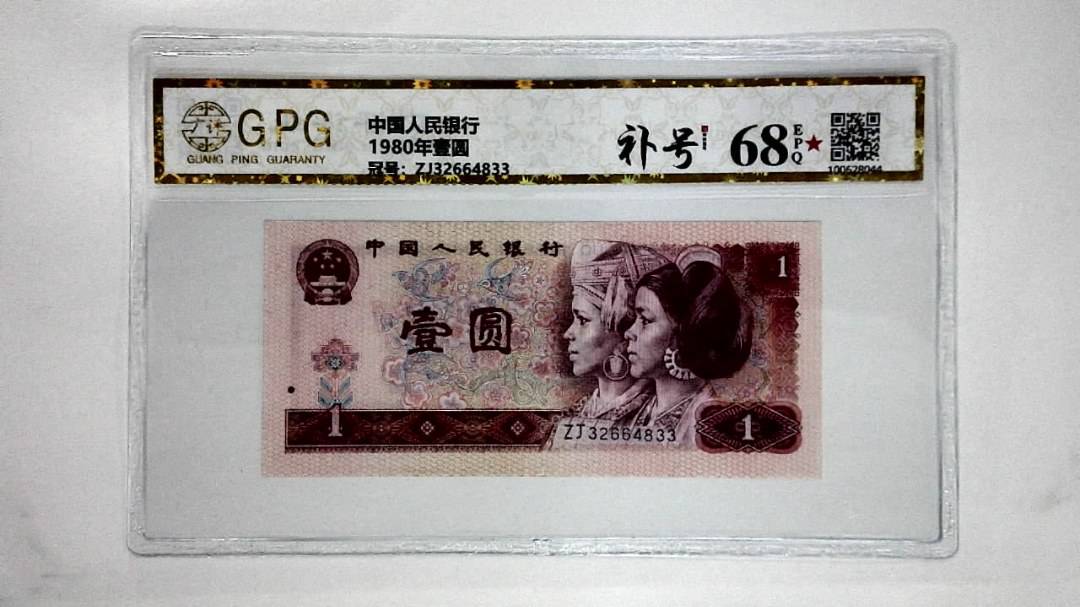 GPG
GUANG PING GUARANTY
中国人民银行
1980年壹圆
冠号: ZJ32664833
补号
68
EPQ
100628044
中国人民银行
1
壹圆
1
ZJ32664833
1